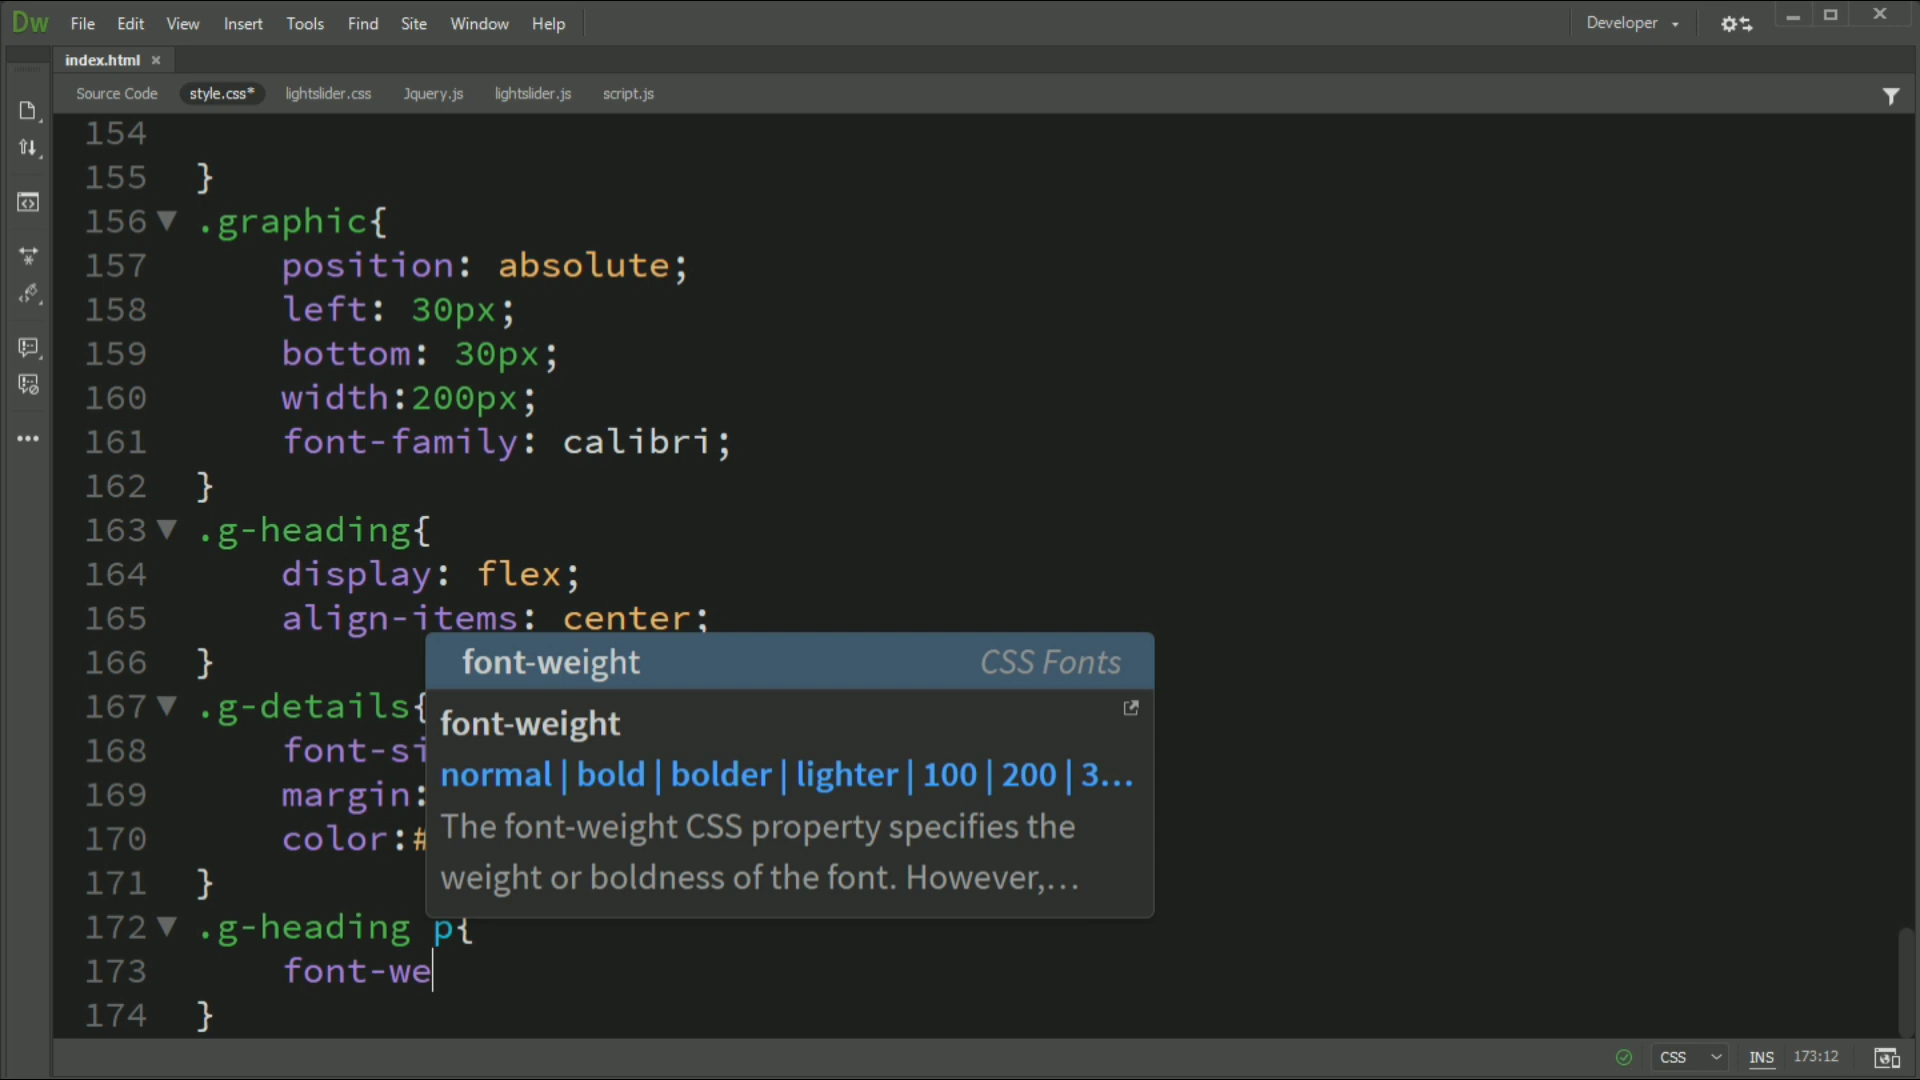 Dw File Edit View Insert Tools Find Site Window Help Developer
index.html ×
Source Code style.css* lightslider.css Jquery.js lightslider.js script.js
154
155 }
156 .graphic{
157 position: absolute;
158 left: 30px;
159 bottom: 30px;
160 width:200px;
161 font-family: calibri;
162 }
163 .g-heading{
164 display: flex;
165 align-items: center;
166 }
167 .g-details{
168 font-si
169 margin:
170 color:#
171 }
172 .g-heading p{
173 font-we
174 }
font-weight CSS Fonts
font-weight
normal | bold | bolder | lighter | 100 | 200 | 3...
The font-weight CSS property specifies the
weight or boldness of the font. However,...
CSS INS 173:12